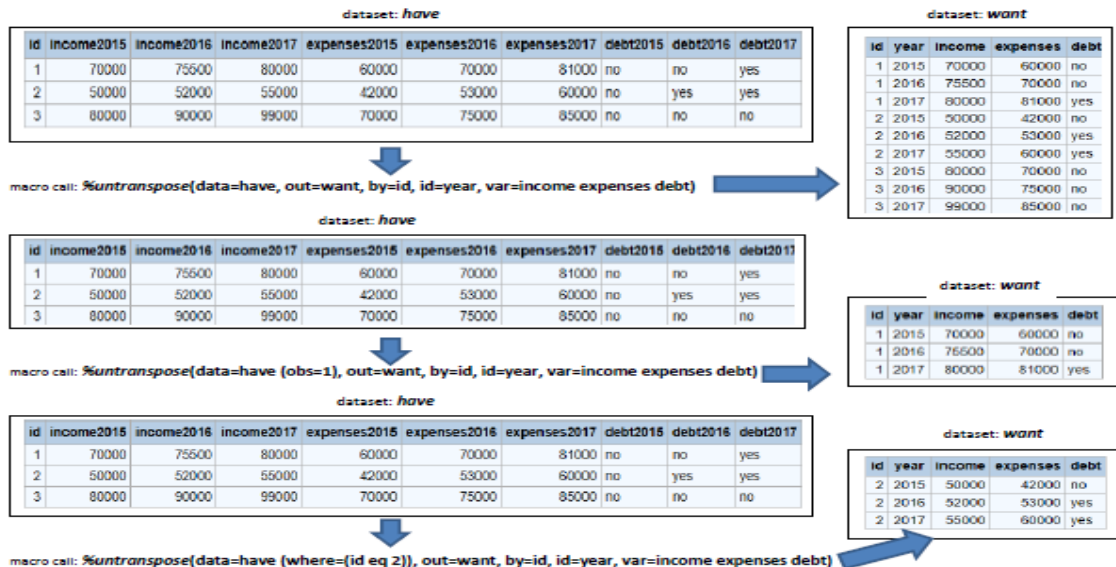 dataset: have
id income2015 income2016 income2017 expenses2015 expenses2016 expenses2017 debt2015 debt2016 debt2017
1 70000 75500 80000 60000 70000 81000 no no yes
2 50000 52000 55000 42000 53000 60000 no yes yes
3 80000 90000 99000 70000 75000 85000 no no no
macro call: %untranspose(data=have, out=want, by=id, id=year, var=income expenses debt)
dataset: want
id year income expenses debt
1 2015 70000 60000 no
1 2016 75500 70000 no
1 2017 80000 81000 yes
2 2015 50000 42000 no
2 2016 52000 53000 yes
2 2017 55000 60000 yes
3 2015 80000 70000 no
3 2016 90000 75000 no
3 2017 99000 85000 no
dataset: have
id income2015 income2016 income2017 expenses2015 expenses2016 expenses2017 debt2015 debt2016 debt2017
1 70000 75500 80000 60000 70000 81000 no no yes
2 50000 52000 55000 42000 53000 60000 no yes yes
3 80000 90000 99000 70000 75000 85000 no no no
macro call: %untranspose(data=have (obs=1), out=want, by=id, id=year, var=income expenses debt)
dataset: want
id year income expenses debt
1 2015 70000 60000 no
1 2016 75500 70000 no
1 2017 80000 81000 yes
dataset: have
id income2015 income2016 income2017 expenses2015 expenses2016 expenses2017 debt2015 debt2016 debt2017
1 70000 75500 80000 60000 70000 81000 no no yes
2 50000 52000 55000 42000 53000 60000 no yes yes
3 80000 90000 99000 70000 75000 85000 no no no
macro call: %untranspose(data=have (where=(id eq 2)), out=want, by=id, id=year, var=income expenses debt)
dataset: want
id year income expenses debt
2 2015 50000 42000 no
2 2016 52000 53000 yes
2 2017 55000 60000 yes